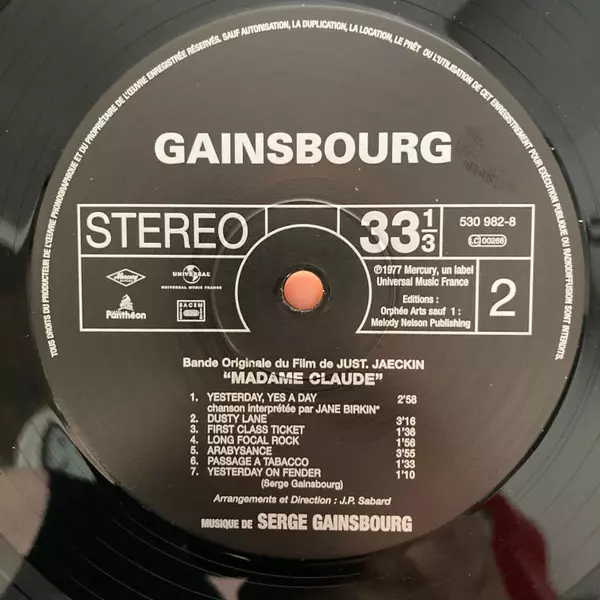 TOUS DROITS DU PRODUCTEUR DE L'ŒUVRE PHONOGRAPHIQUE ET DU PROPRIÉTAIRE DE L'ŒUVRE ENREGISTRÉE RÉSERVÉS. SAUF AUTORISATION, LA DUPLICATION, LA LOCATION, LE PRÊT OU L'UTILISATION DE CET ENREGISTREMENT POUR EXÉCUTION PUBLIQUE OU RADIODIFFUSION SONT INTERDITS.
GAINSBOURG
STEREO
33 1/3
530 982-8
LC 00268
Mercury
UNIVERSAL
UNIVERSAL MUSIC FRANCE
Panthéon
SACEM
℗1977 Mercury, un label
Universal Music France
Editions :
Orphée Arts sauf 1 :
Melody Nelson Publishing
2
Bande Originale du Film de JUST. JAECKIN
"MADAME CLAUDE"
1. YESTERDAY, YES A DAY 2'58
chanson interprétée par JANE BIRKIN*
2. DUSTY LANE 3'16
3. FIRST CLASS TICKET 1'36
4. LONG FOCAL ROCK 1'56
5. ARABYSANCE 3'55
6. PASSAGE A TABACCO 1'33
7. YESTERDAY ON FENDER 1'10
(Serge Gainsbourg)
Arrangements et Direction : J.P. Sabard
MUSIQUE DE SERGE GAINSBOURG